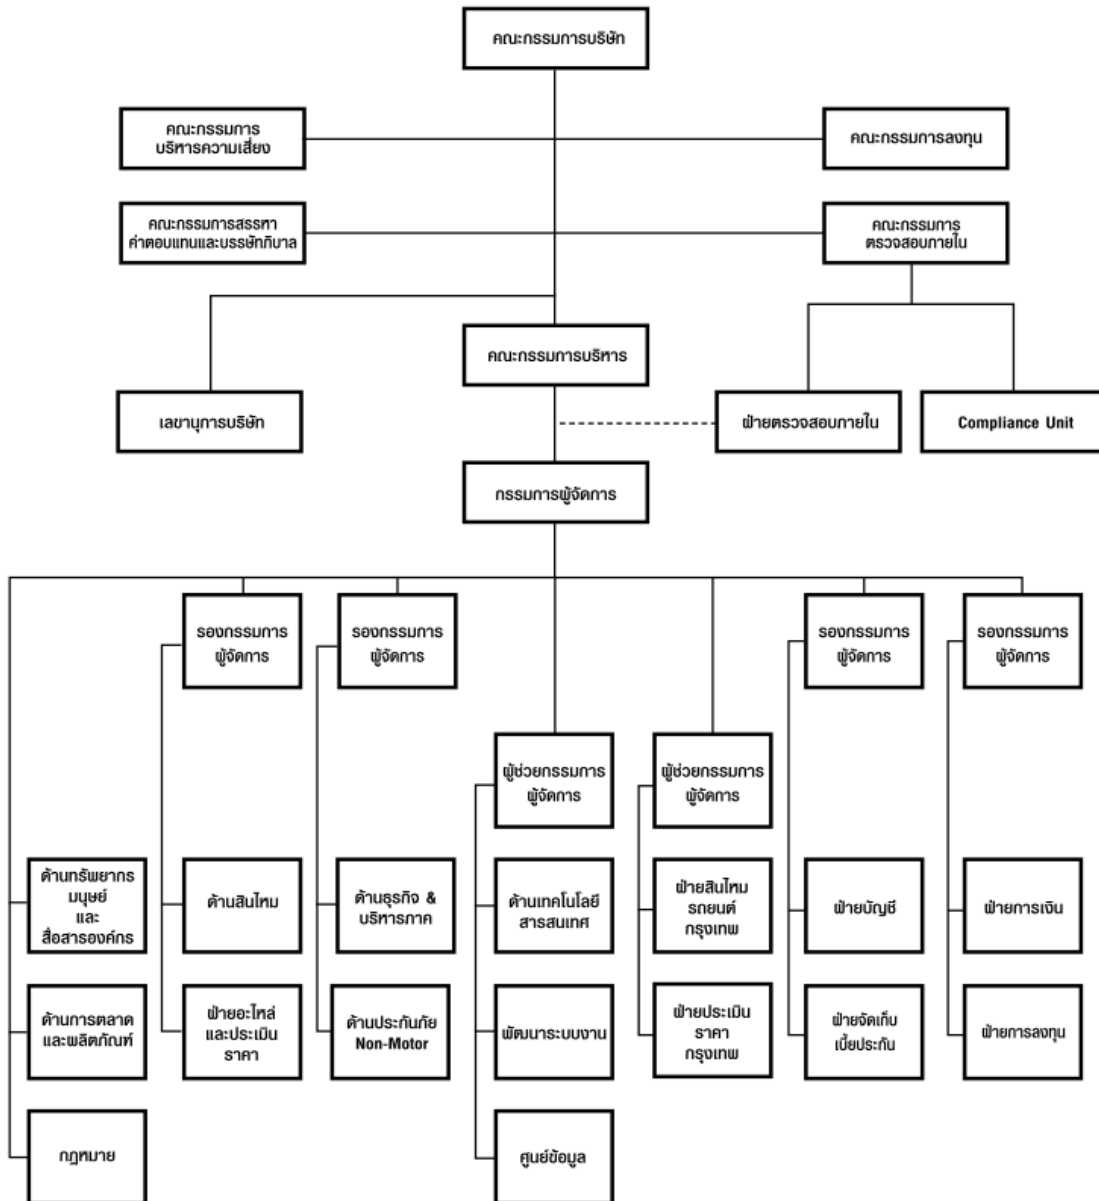 คณะกรรมการบริษัท
คณะกรรมการ
บริหารความเสี่ยง
คณะกรรมการลงทุน
คณะกรรมการสรรหา
ค่าตอบแทนและบรรษัทภิบาล
คณะกรรมการ
ตรวจสอบภายใน
คณะกรรมการบริหาร
เลขานุการบริษัท
ฝ่ายตรวจสอบภายใน
Compliance Unit
กรรมการผู้จัดการ
รองกรรมการ
ผู้จัดการ
รองกรรมการ
ผู้จัดการ
รองกรรมการ
ผู้จัดการ
รองกรรมการ
ผู้จัดการ
ผู้ช่วยกรรมการ
ผู้จัดการ
ผู้ช่วยกรรมการ
ผู้จัดการ
ด้านทรัพยากร
มนุษย์
และ
สื่อสารองค์กร
ด้านสินไหม
ด้านธุรกิจ &
บริหารภาค
ด้านเทคโนโลยี
สารสนเทศ
ฝ่ายสินไหม
รถยนต์
กรุงเทพ
ฝ่ายบัญชี
ฝ่ายการเงิน
ด้านการตลาด
และผลิตภัณฑ์
ฝ่ายอะไหล่
และประเมิน
ราคา
ด้านประกันภัย
Non-Motor
พัฒนาระบบงาน
ฝ่ายประเมิน
ราคา
กรุงเทพ
ฝ่ายจัดเก็บ
เบี้ยประกัน
ฝ่ายการลงทุน
กฎหมาย
ศูนย์ข้อมูล